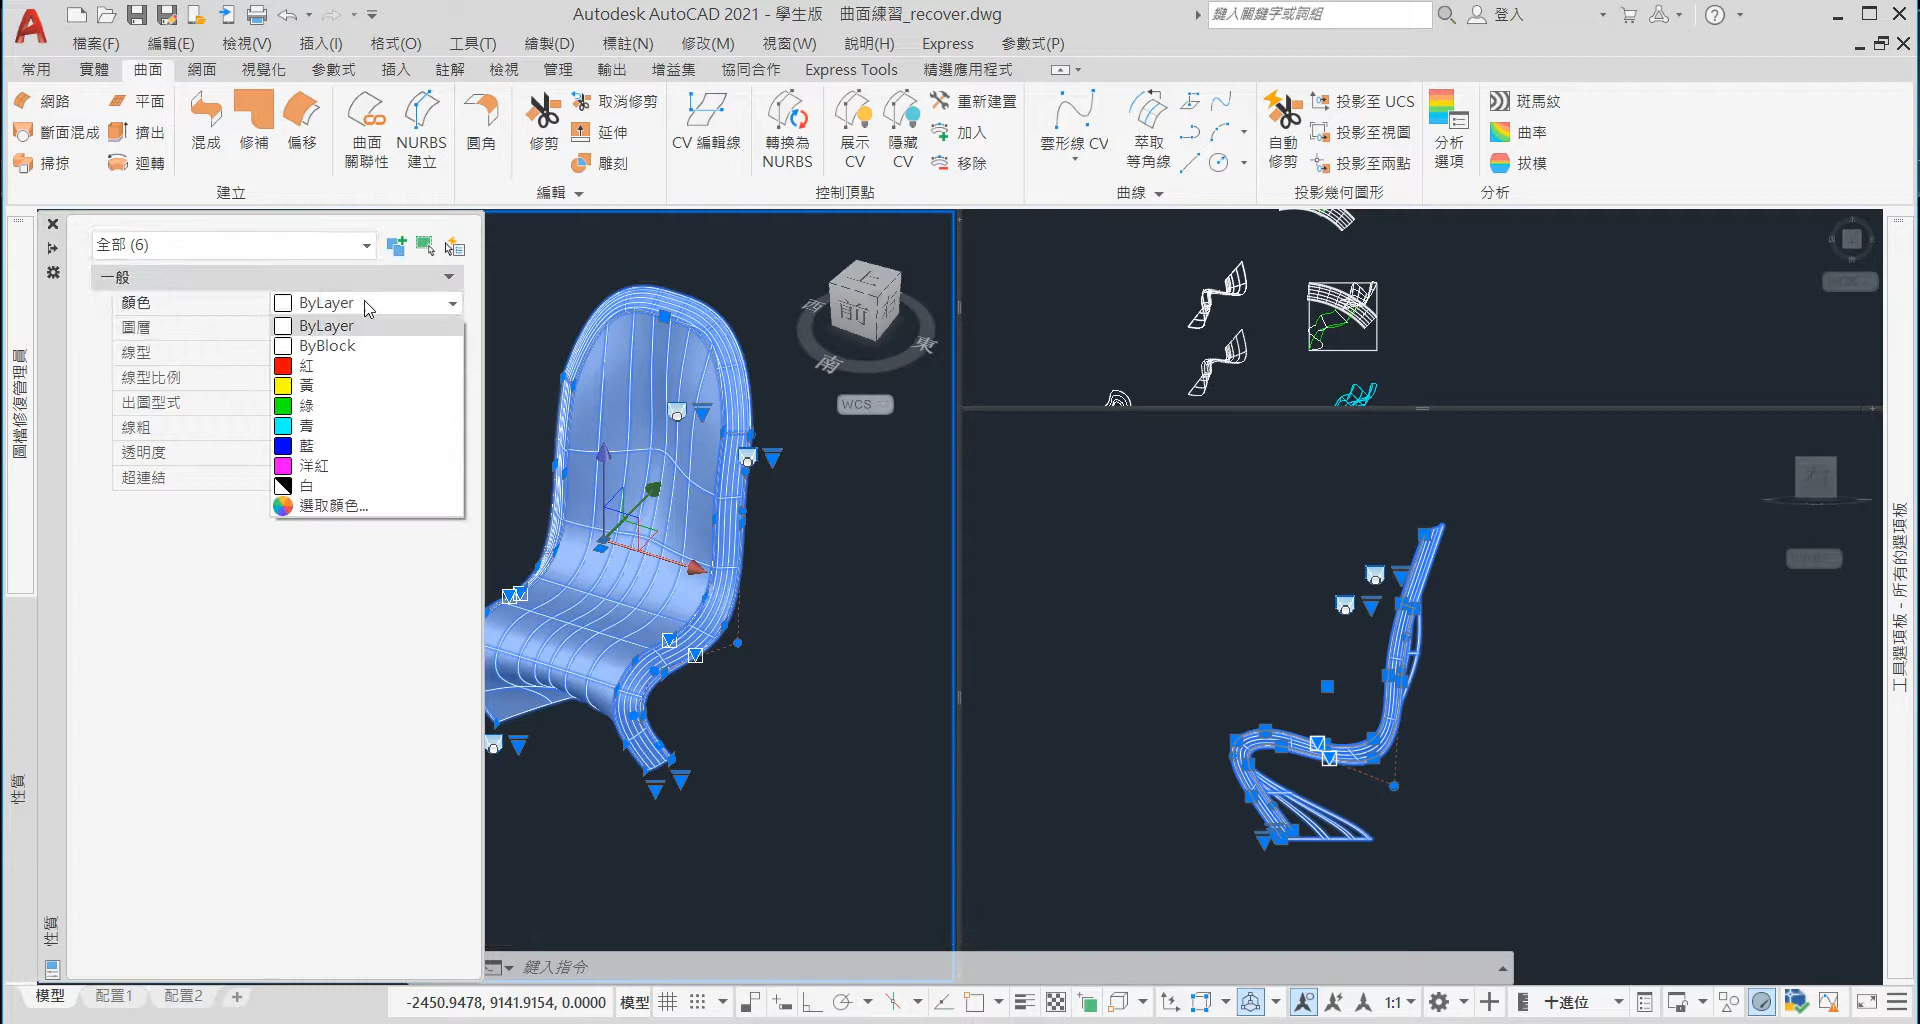 Autodesk AutoCAD 2021 - 學生版 曲面練習_recover.dwg
鍵入關鍵字或詞組
登入
檔案(F) 編輯(E) 檢視(V) 插入(I) 格式(O) 工具(T) 繪製(D) 標註(N) 修改(M) 視窗(W) 說明(H) Express 參數式(P)
常用 實體 曲面 網面 視覺化 參數式 插入 註解 檢視 管理 輸出 增益集 協同合作 Express Tools 精選應用程式
網路 平面
斷面混成 擠出
掃掠 迴轉
混成 修補 偏移
曲面
關聯性
NURBS
建立
圓角
修剪
取消修剪
延伸
雕刻
CV 編輯線
轉換為
NURBS
展示
CV
隱藏
CV
重新建置
加入
移除
雲形線 CV
萃取
等角線
自動
修剪
投影至 UCS
投影至視圖
投影至兩點
分析
選項
斑馬紋
曲率
拔模
建立 編輯 控制頂點 曲線 投影幾何圖形 分析
全部 (6)
一般
顏色 ByLayer
圖層
線型
線型比例
出圖型式
線粗
透明度
超連結
ByLayer
ByBlock
紅
黃
綠
青
藍
洋紅
白
選取顏色...
圖檔修復管理員
性質
性質
上
前
西
南
東
WCS
工具選項板 - 所有的選項板
鍵入指令
模型 配置1 配置2
-2450.9478, 9141.9154, 0.0000 模型 1:1 十進位